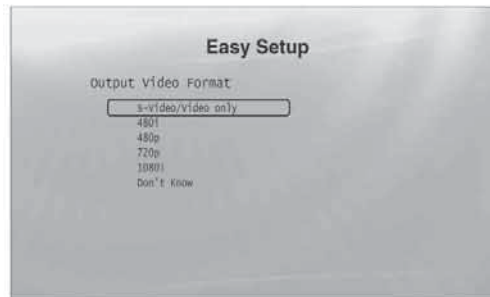 Easy Setup
Output Video Format
S-Video/Video only
480i
480p
720p
1080i
Don't Know